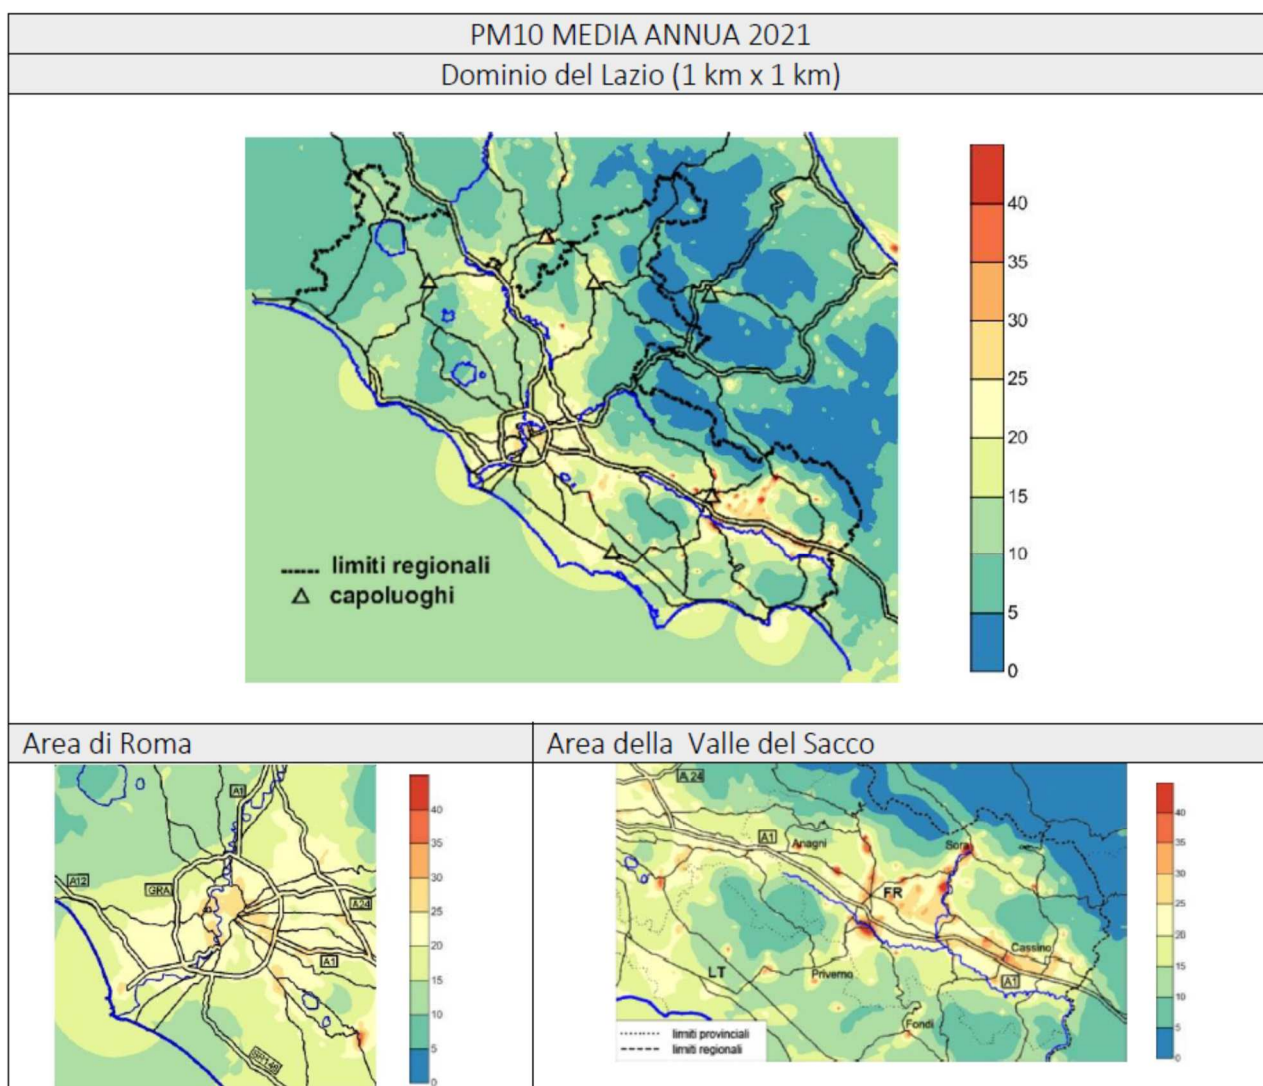 PM10 MEDIA ANNUA 2021
Dominio del Lazio (1 km x 1 km)
40
35
30
25
20
15
10
5
0
limiti regionali
capoluoghi
Area di Roma
Area della Valle del Sacco
A1
A12
GRA
A24
A1
SP148
40
35
30
25
20
15
10
5
0
A 24
A1
Anagni
Sora
FR
Cassino
LT
Priverno
A1
Fondi
limiti provinciali
limiti regionali
40
35
30
25
20
15
10
5
0